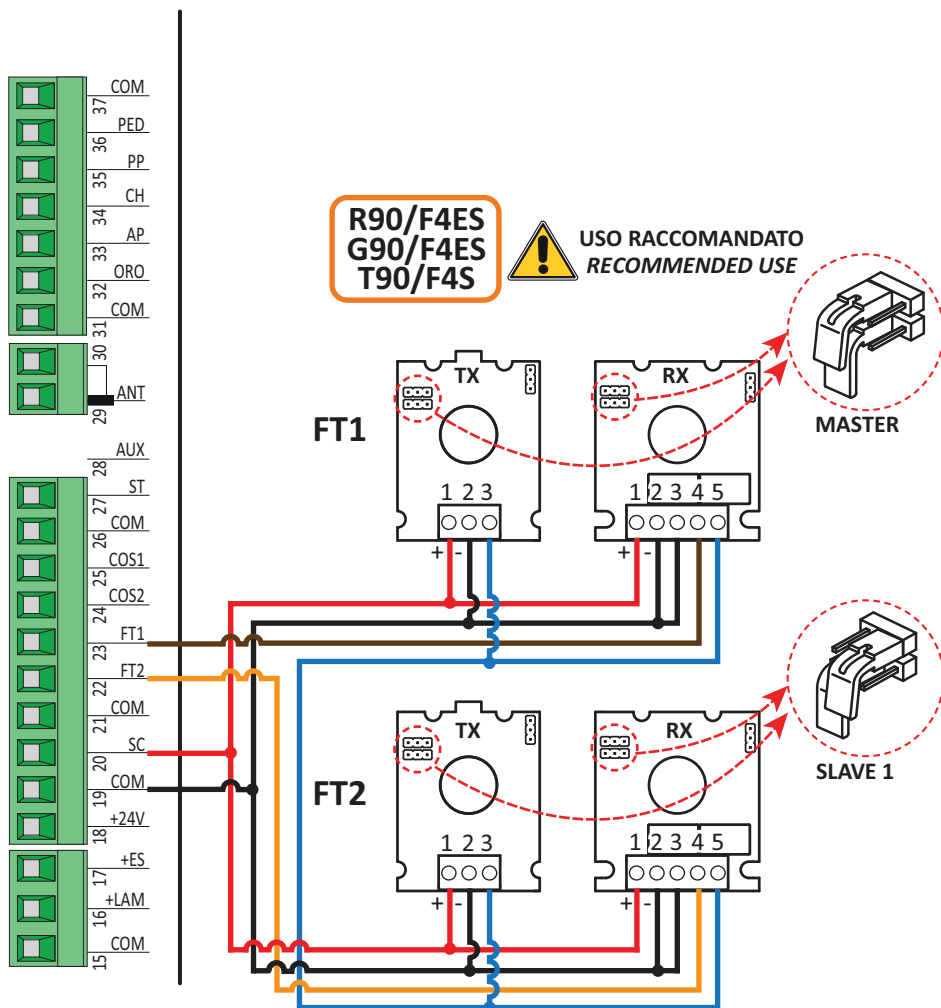 COM
37
PED
36
PP
35
CH
34
AP
33
ORO
32
COM
31
30
ANT
29
AUX
28
ST
27
COM
26
COS1
25
COS2
24
FT1
23
FT2
22
COM
21
SC
20
COM
19
+24V
18
+ES
17
+LAM
16
COM
15
R90/F4ES
G90/F4ES
T90/F4S
USO RACCOMANDATO
RECOMMENDED USE
MASTER
FT1
TX
1 2 3
+ -
RX
1 2 3 4 5
+ -
SLAVE 1
FT2
TX
1 2 3
+ -
RX
1 2 3 4 5
+ -